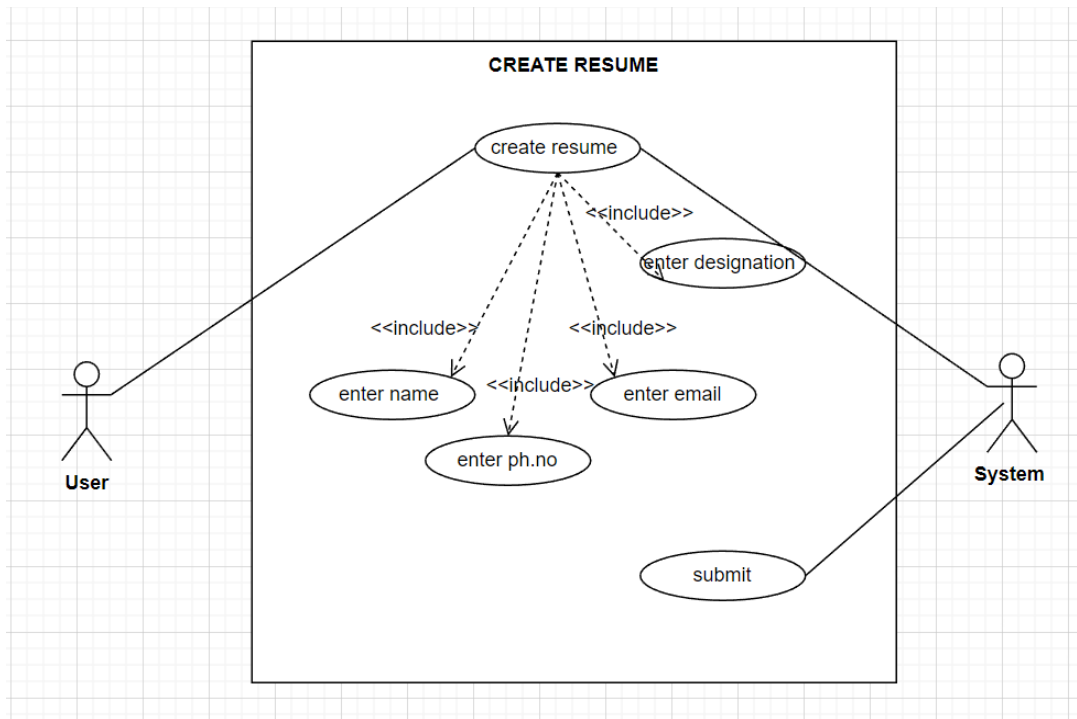 CREATE RESUME
create resume
<<include>>
enter designation
<<include>>
<<include>>
<<include>>
enter name
enter email
enter ph.no
User
System
submit